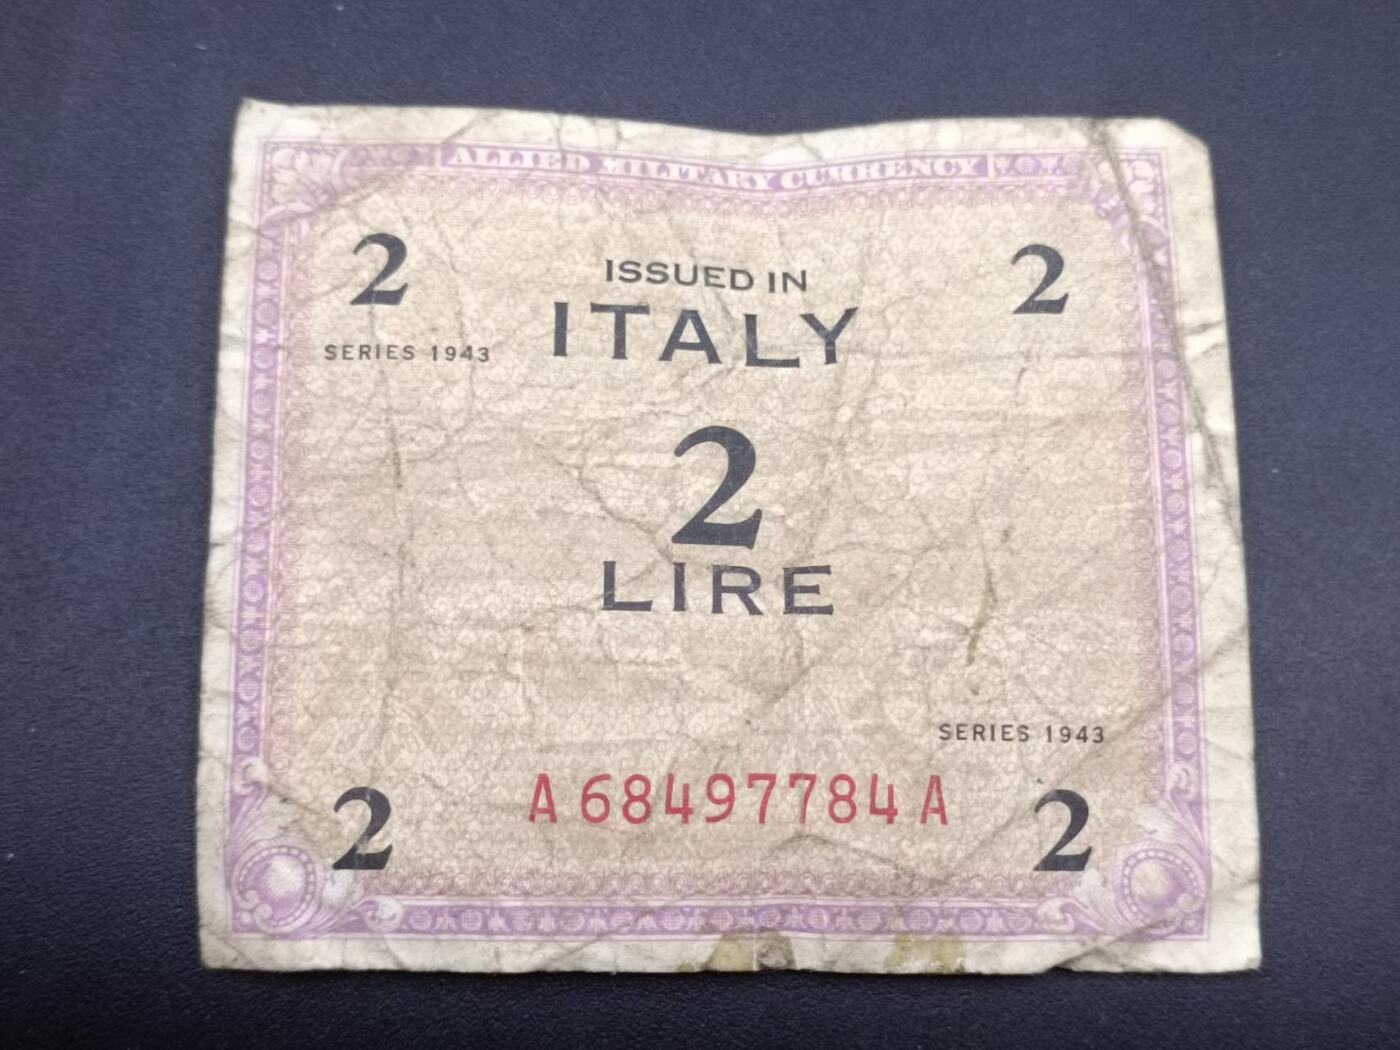 ALLIED MILITARY CURRENCY
2 2
ISSUED IN
ITALY
SERIES 1943
2
LIRE
SERIES 1943
A68497784A
2 2